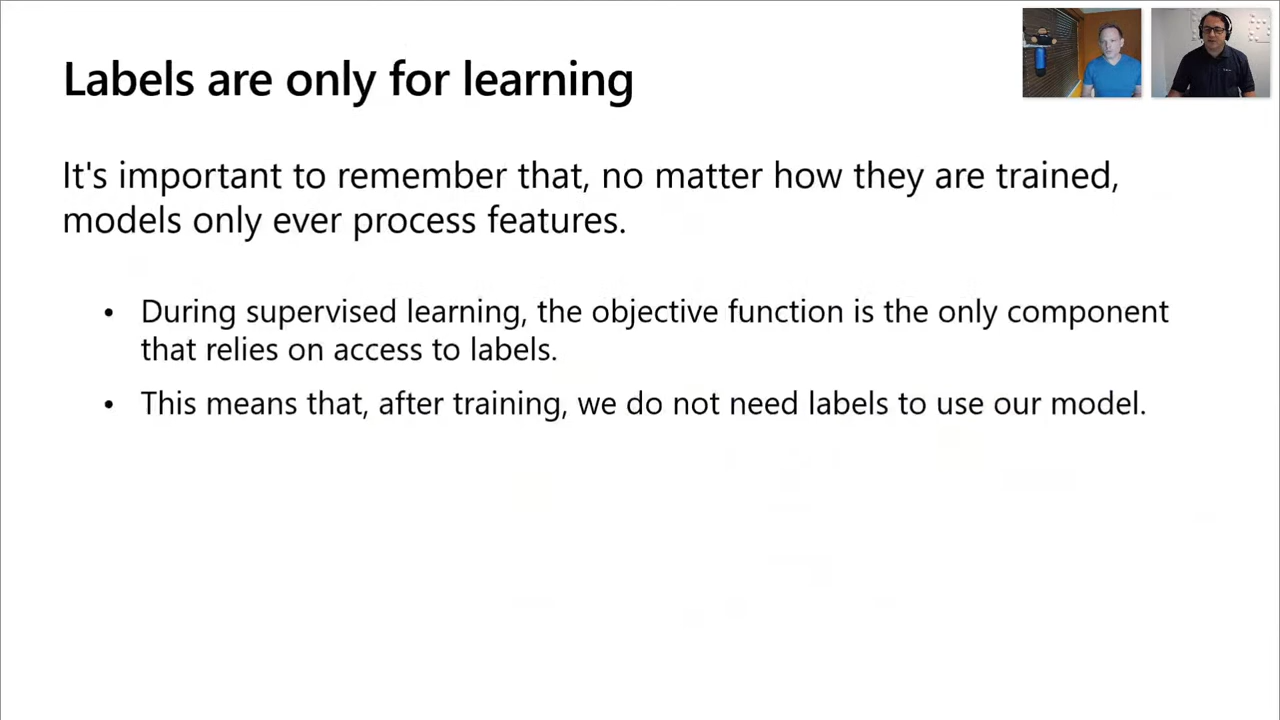 Labels are only for learning
It's important to remember that, no matter how they are trained,
models only ever process features.
• During supervised learning, the objective function is the only component
that relies on access to labels.
• This means that, after training, we do not need labels to use our model.